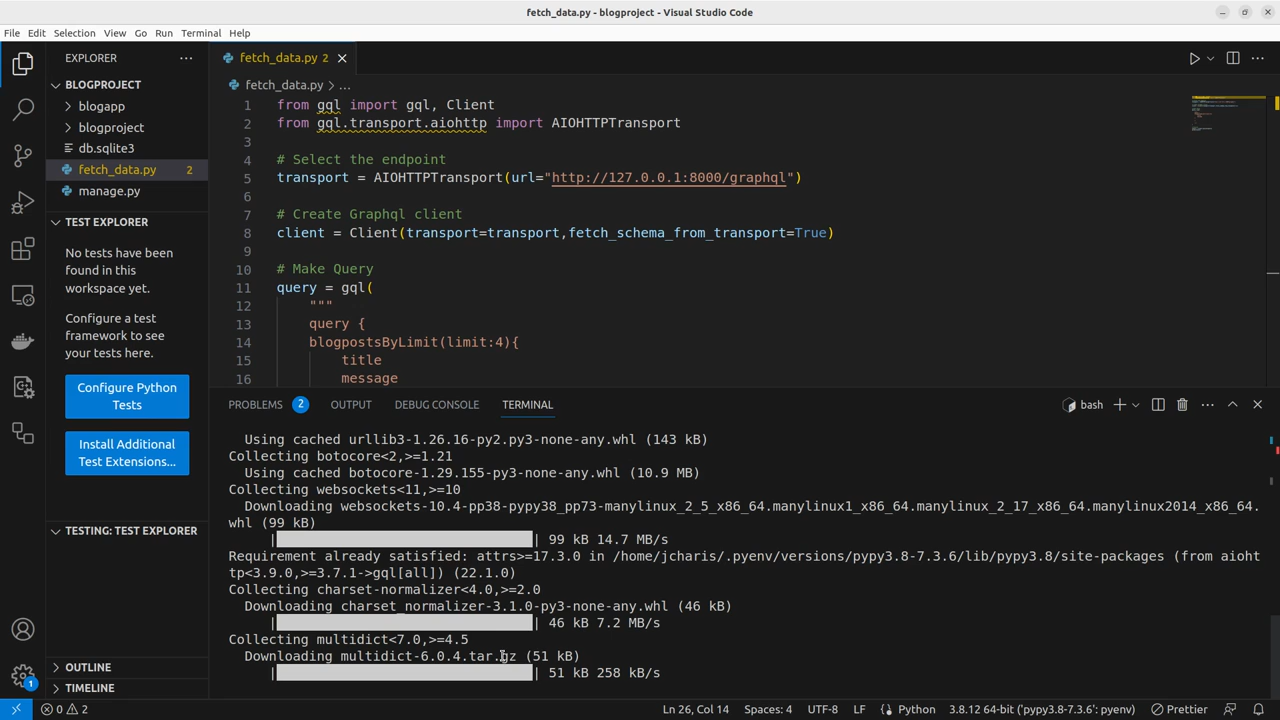 fetch_data.py - blogproject - Visual Studio Code
File Edit Selection View Go Run Terminal Help
EXPLORER
BLOGPROJECT
blogapp
blogproject
db.sqlite3
fetch_data.py 2
manage.py
TEST EXPLORER
No tests have been
found in this
workspace yet.
Configure a test
framework to see
your tests here.
Configure Python
Tests
Install Additional
Test Extensions...
TESTING: TEST EXPLORER
OUTLINE
TIMELINE
fetch_data.py 2
fetch_data.py > ...
1 from gql import gql, Client
2 from gql.transport.aiohttp import AIOHTTPTransport
3
4 # Select the endpoint
5 transport = AIOHTTPTransport(url="http://127.0.0.1:8000/graphql")
6
7 # Create Graphql client
8 client = Client(transport=transport,fetch_schema_from_transport=True)
9
10 # Make Query
11 query = gql(
12 """
13 query {
14 blogpostsByLimit(limit:4){
15 title
16 message
PROBLEMS 2 OUTPUT DEBUG CONSOLE TERMINAL bash
Using cached urllib3-1.26.16-py2.py3-none-any.whl (143 kB)
Collecting botocore<2,>=1.21
Using cached botocore-1.29.155-py3-none-any.whl (10.9 MB)
Collecting websockets<11,>=10
Downloading websockets-10.4-pp38-pypy38_pp73-manylinux_2_5_x86_64.manylinux1_x86_64.manylinux_2_17_x86_64.manylinux2014_x86_64.
whl (99 kB)
| | 99 kB 14.7 MB/s
Requirement already satisfied: attrs>=17.3.0 in /home/jcharis/.pyenv/versions/pypy3.8-7.3.6/lib/pypy3.8/site-packages (from aioht
tp<3.9.0,>=3.7.1->gql[all]) (22.1.0)
Collecting charset-normalizer<4.0,>=2.0
Downloading charset_normalizer-3.1.0-py3-none-any.whl (46 kB)
| | 46 kB 7.2 MB/s
Collecting multidict<7.0,>=4.5
Downloading multidict-6.0.4.tar.gz (51 kB)
| | 51 kB 258 kB/s
1
0 2 Ln 26, Col 14 Spaces: 4 UTF-8 LF Python 3.8.12 64-bit ('pypy3.8-7.3.6': pyenv) Prettier